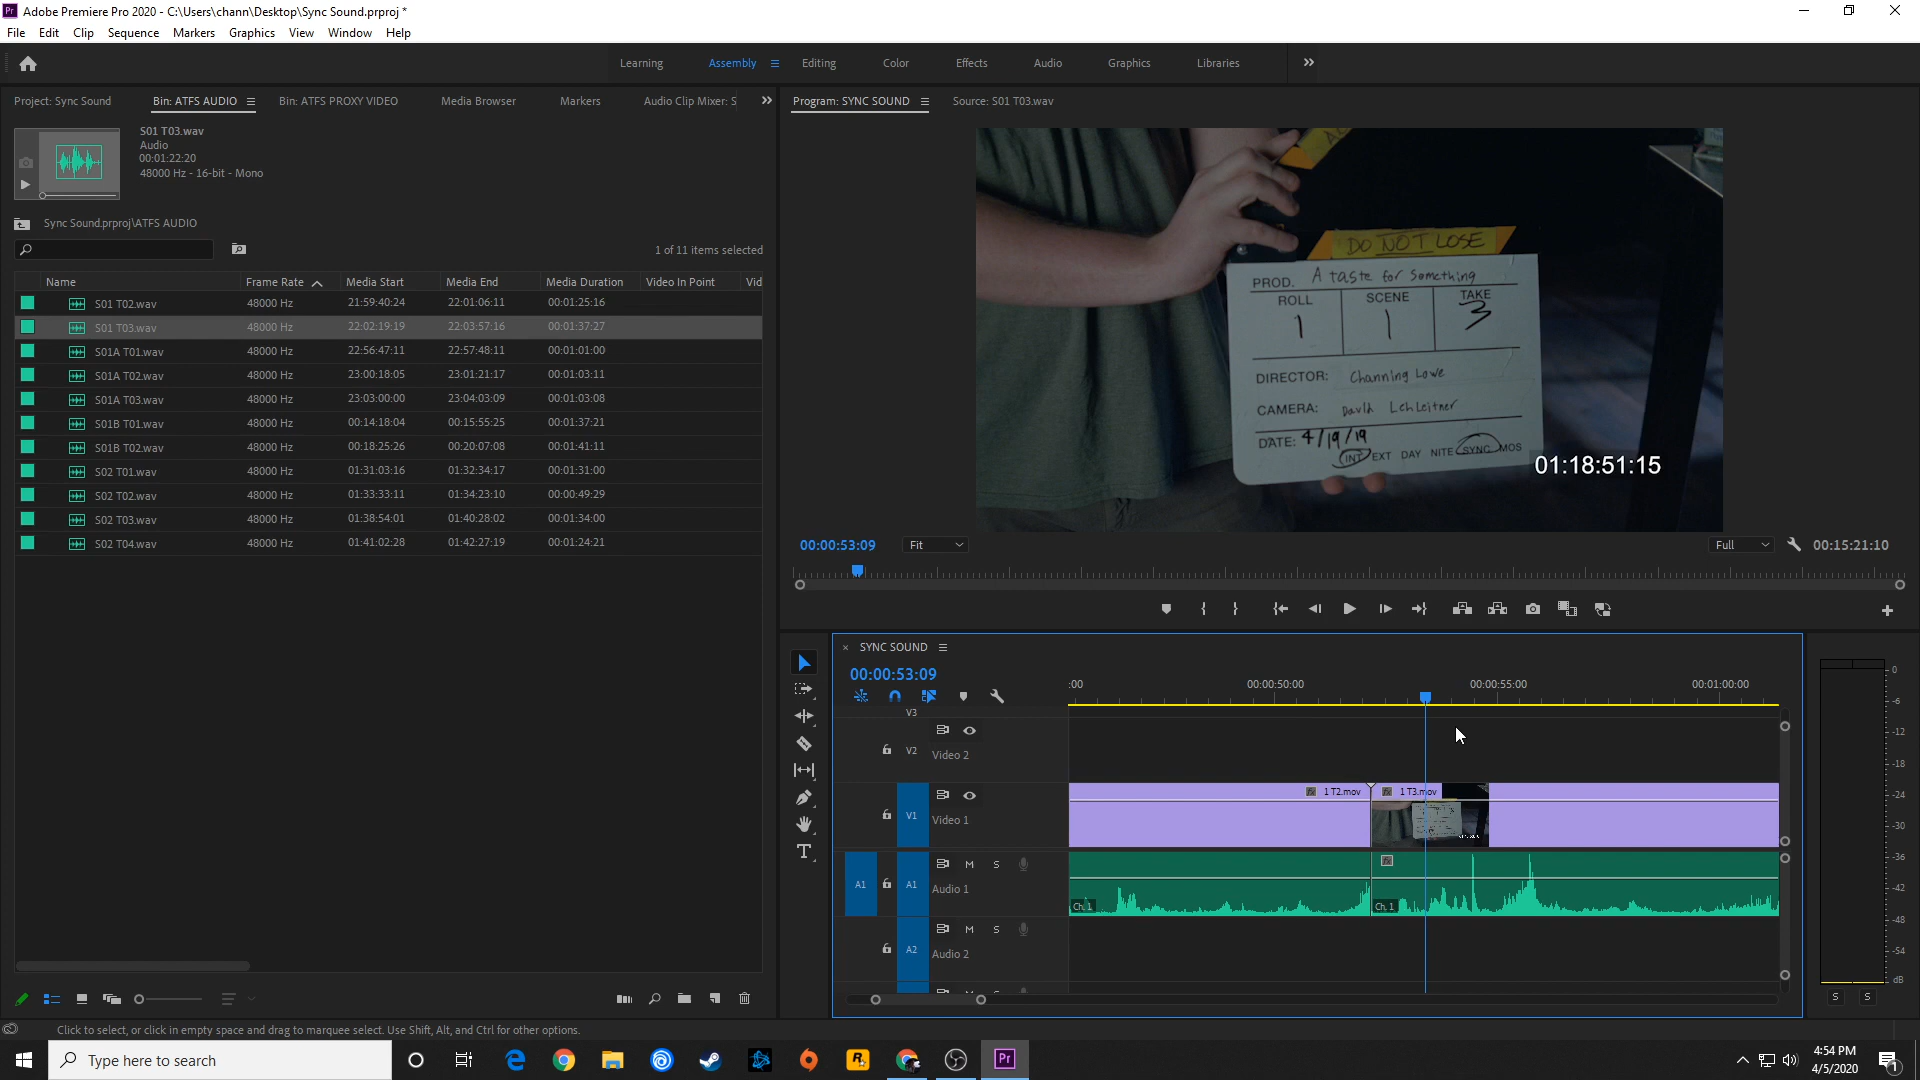 Adobe Premiere Pro 2020 - C:\Users\chann\Desktop\Sync Sound.prproj *
File Edit Clip Sequence Markers Graphics View Window Help
Learning Assembly Editing Color Effects Audio Graphics Libraries
Project: Sync Sound Bin: ATFS AUDIO Bin: ATFS PROXY VIDEO Media Browser Markers Audio Clip Mixer: S
S01 T03.wav
Audio
00:01:22:20
48000 Hz - 16-bit - Mono
Sync Sound.prproj\ATFS AUDIO
1 of 11 items selected
Name Frame Rate Media Start Media End Media Duration Video In Point Vid
S01 T02.wav 48000 Hz 21:59:40:24 22:01:06:11 00:01:25:16
S01 T03.wav 48000 Hz 22:02:19:19 22:03:57:16 00:01:37:27
S01A T01.wav 48000 Hz 22:56:47:11 22:57:48:11 00:01:01:00
S01A T02.wav 48000 Hz 23:00:18:05 23:01:21:17 00:01:03:11
S01A T03.wav 48000 Hz 23:03:00:00 23:04:03:09 00:01:03:08
S01B T01.wav 48000 Hz 00:14:18:04 00:15:55:25 00:01:37:21
S01B T02.wav 48000 Hz 00:18:25:26 00:20:07:08 00:01:41:11
S02 T01.wav 48000 Hz 01:31:03:16 01:32:34:17 00:01:31:00
S02 T02.wav 48000 Hz 01:33:33:11 01:34:23:10 00:00:49:29
S02 T03.wav 48000 Hz 01:38:54:01 01:40:28:02 00:01:34:00
S02 T04.wav 48000 Hz 01:41:02:28 01:42:27:19 00:01:24:21
Program: SYNC SOUND Source: S01 T03.wav
DO NOT LOSE
PROD. A taste for Something
ROLL SCENE TAKE
1 1 3
DIRECTOR: Channing Lowe
CAMERA: David Lehleitner
DATE: 4/19/19
INT EXT DAY NITE SYNC MOS
01:18:51:15
00:00:53:09 Fit Full 00:15:21:10
SYNC SOUND
00:00:53:09
:00 00:00:50:00 00:00:55:00 00:01:00:00
V3
V2 Video 2
1 T2.mov 1 T3.mov
V1 Video 1
M S
A1 A1 Audio 1
Ch. 1 Ch. 1
M S
A2 Audio 2
0
-6
-12
-18
-24
-30
-36
-42
-48
-54
dB
S S
Click to select, or click in empty space and drag to marquee select. Use Shift, Alt, and Ctrl for other options.
Type here to search
4:54 PM
4/5/2020